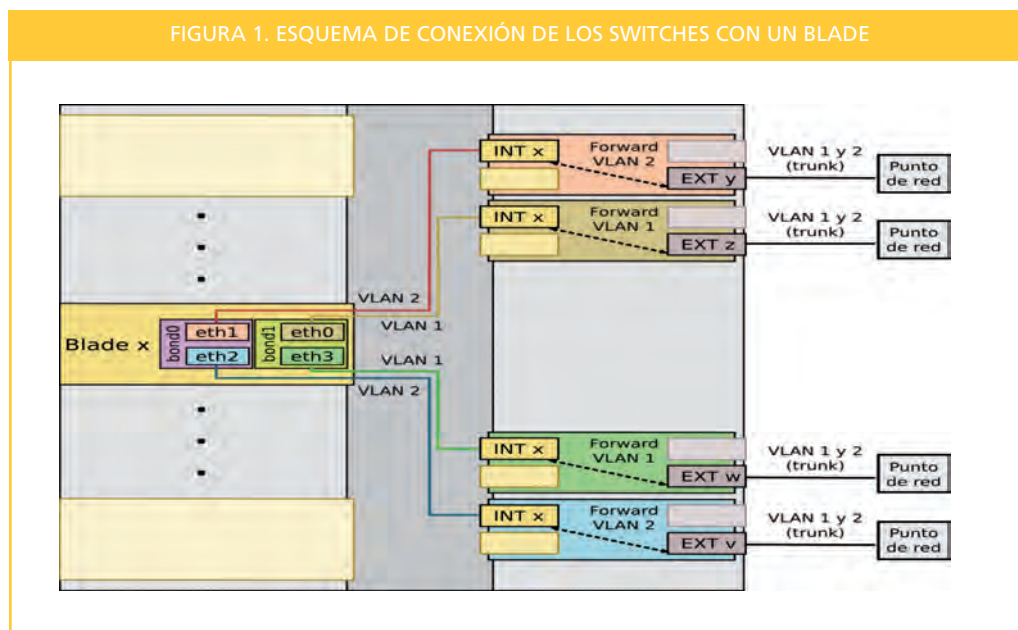 FIGURA 1. ESQUEMA DE CONEXIÓN DE LOS SWITCHES CON UN BLADE
INT x
Forward
VLAN 2
EXT y
VLAN 1 y 2
(trunk)
Punto
de red
INT x
Forward
VLAN 1
EXT z
VLAN 1 y 2
(trunk)
Punto
de red
VLAN 2
VLAN 1
Blade x
bond0
eth1
eth2
bond1
eth0
eth3
VLAN 1
VLAN 2
INT x
Forward
VLAN 1
EXT w
VLAN 1 y 2
(trunk)
Punto
de red
INT x
Forward
VLAN 2
EXT v
VLAN 1 y 2
(trunk)
Punto
de red